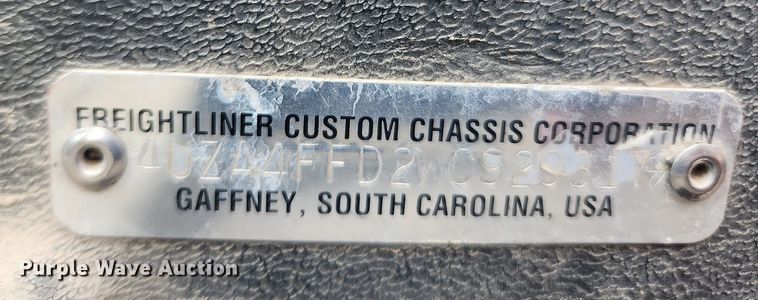 FREIGHTLINER CUSTOM CHASSIS CORPORATION
GAFFNEY, SOUTH CAROLINA, USA
Purple Wave Auction